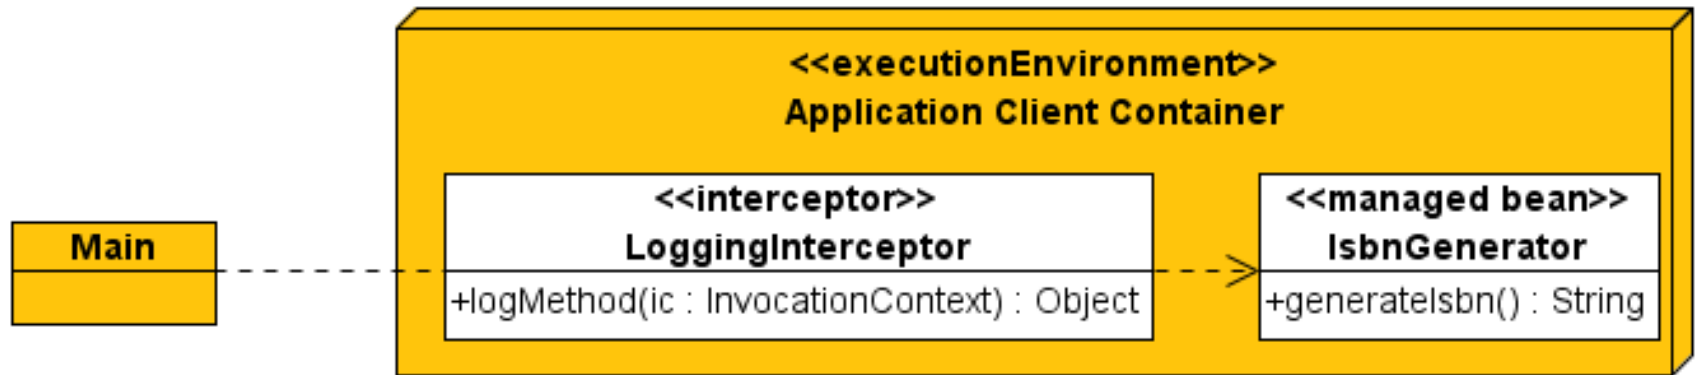 <<executionEnvironment>>
Application Client Container
Main
<<interceptor>>
LoggingInterceptor
+logMethod(ic : InvocationContext) : Object
<<managed bean>>
IsbnGenerator
+generateIsbn() : String